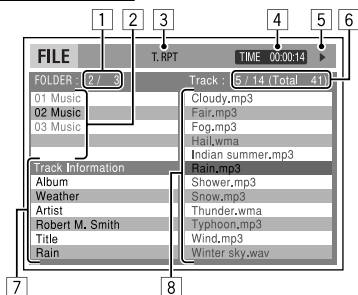 1 2 3 4 5
FILE T. RPT TIME 00:00:14
6
FOLDER : 2 / 3 Track : 5 / 14 (Total 41)
01 Music
02 Music
03 Music
Track Information
Album
Weather
Artist
Robert M. Smith
Title
Rain
Cloudy.mp3
Fair.mp3
Fog.mp3
Hail.wma
Indian summer.mp3
Rain.mp3
Shower.mp3
Snow.mp3
Thunder.wma
Typhoon.mp3
Wind.mp3
Winter sky.wav
7 8